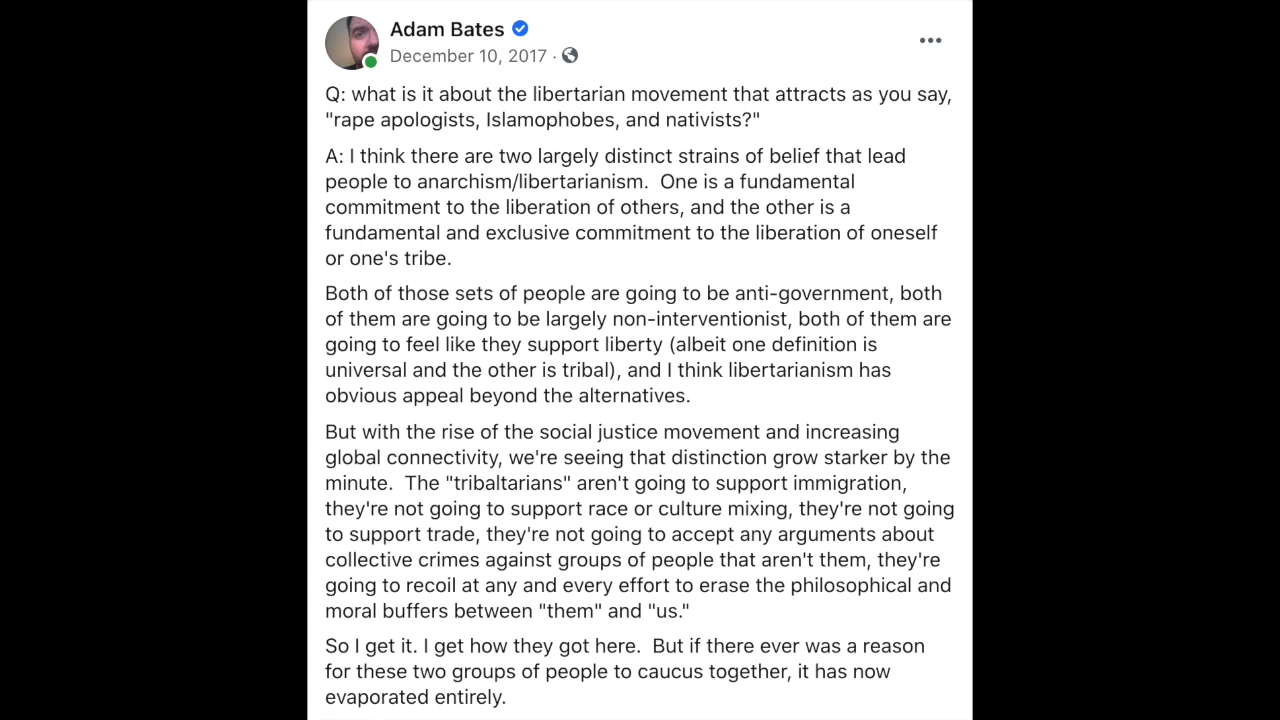 Adam Bates
December 10, 2017 ·
Q: what is it about the libertarian movement that attracts as you say,
"rape apologists, Islamophobes, and nativists?"
A: I think there are two largely distinct strains of belief that lead
people to anarchism/libertarianism.  One is a fundamental
commitment to the liberation of others, and the other is a
fundamental and exclusive commitment to the liberation of oneself
or one's tribe.
Both of those sets of people are going to be anti-government, both
of them are going to be largely non-interventionist, both of them are
going to feel like they support liberty (albeit one definition is
universal and the other is tribal), and I think libertarianism has
obvious appeal beyond the alternatives.
But with the rise of the social justice movement and increasing
global connectivity, we're seeing that distinction grow starker by the
minute.  The "tribaltarians" aren't going to support immigration,
they're not going to support race or culture mixing, they're not going
to support trade, they're not going to accept any arguments about
collective crimes against groups of people that aren't them, they're
going to recoil at any and every effort to erase the philosophical and
moral buffers between "them" and "us."
So I get it. I get how they got here.  But if there ever was a reason
for these two groups of people to caucus together, it has now
evaporated entirely.